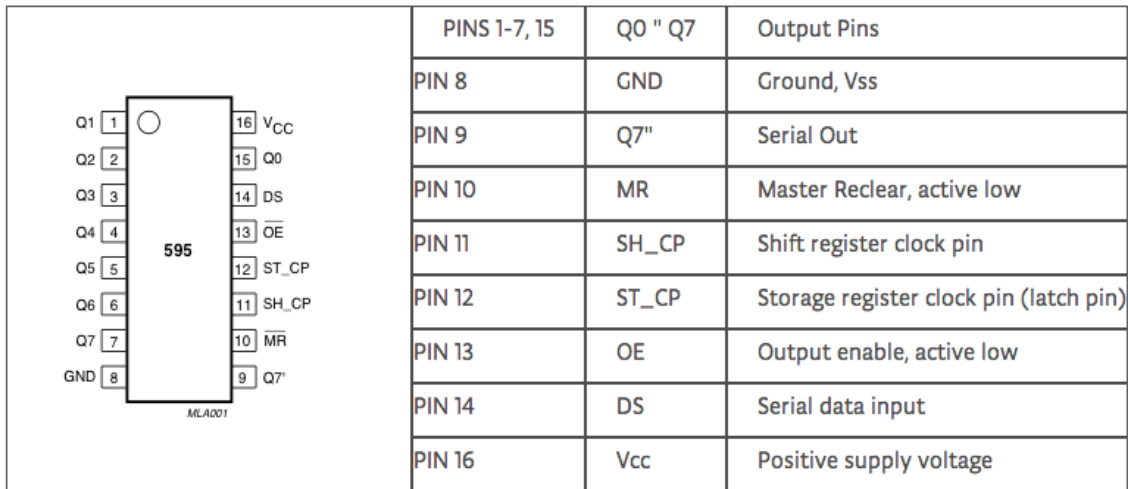 Q1 1 16 VCC
Q2 2 15 Q0
Q3 3 14 DS
Q4 4 13 OE
595
Q5 5 12 ST_CP
Q6 6 11 SH_CP
Q7 7 10 MR
GND 8 9 Q7'
MLA001
PINS 1-7, 15 Q0 " Q7 Output Pins
PIN 8 GND Ground, Vss
PIN 9 Q7" Serial Out
PIN 10 MR Master Reclear, active low
PIN 11 SH_CP Shift register clock pin
PIN 12 ST_CP Storage register clock pin (latch pin)
PIN 13 OE Output enable, active low
PIN 14 DS Serial data input
PIN 16 Vcc Positive supply voltage